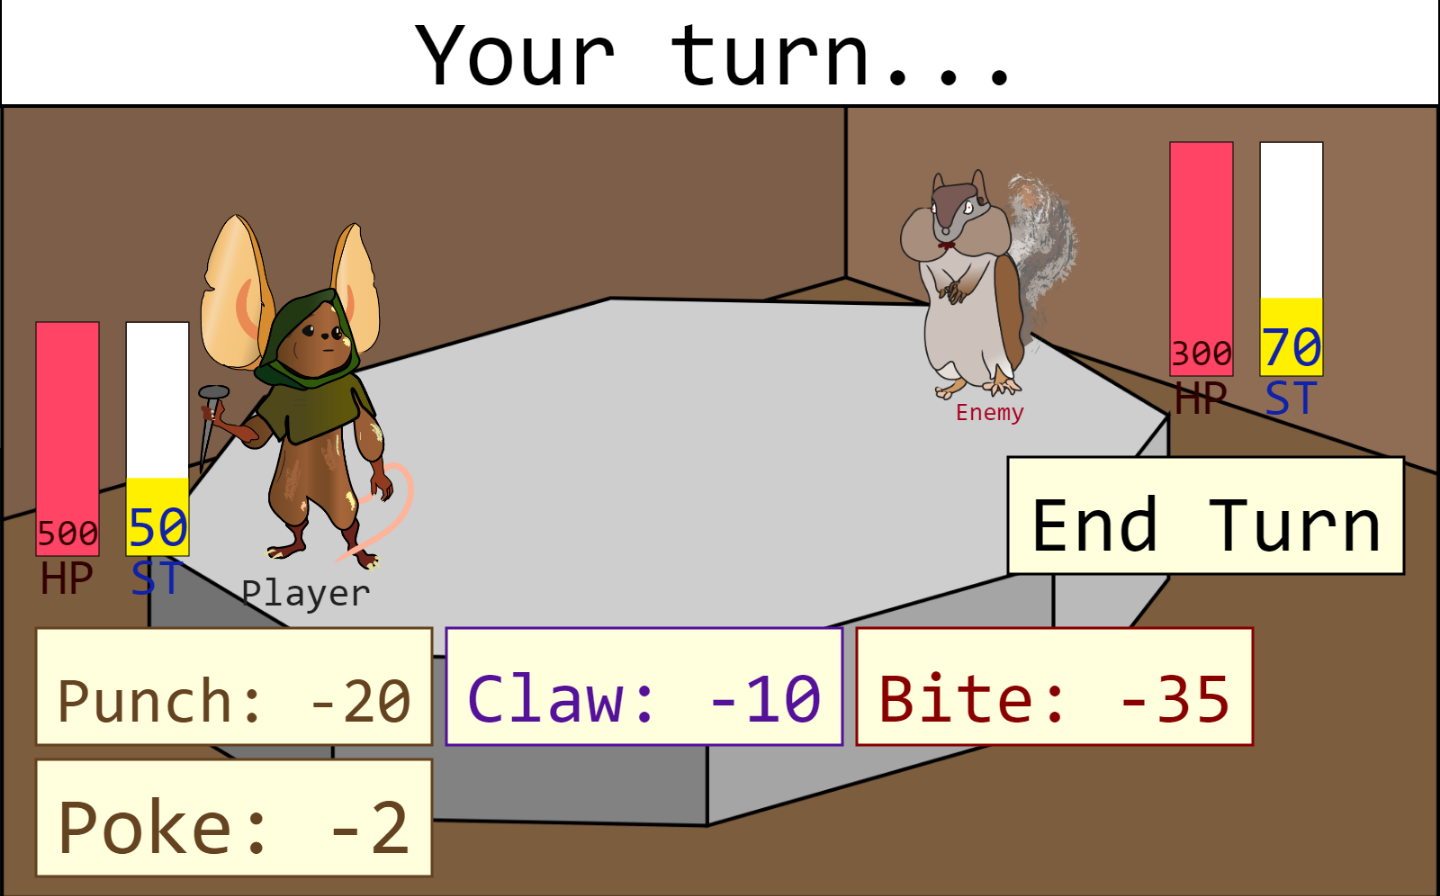 Your turn...
300
70
HP
ST
Enemy
500
50
HP
ST
Player
End Turn
Punch: -20
Claw: -10
Bite: -35
Poke: -2